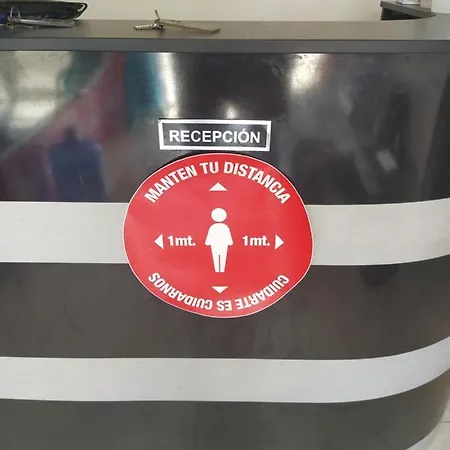 RECEPCIÓN
MANTEN TU DISTANCIA
1mt. 1mt.
CUIDARTE ES CUIDARNOS